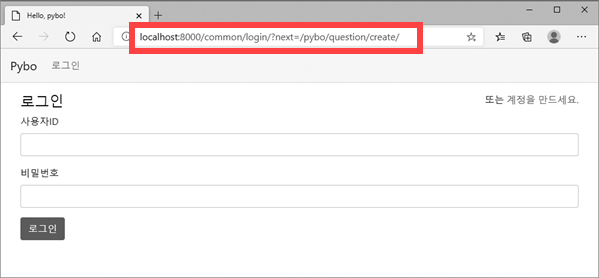 Hello, pybo!
localhost:8000/common/login/?next=/pybo/question/create/
Pybo 로그인
로그인 또는 계정을 만드세요.
사용자ID
비밀번호
로그인